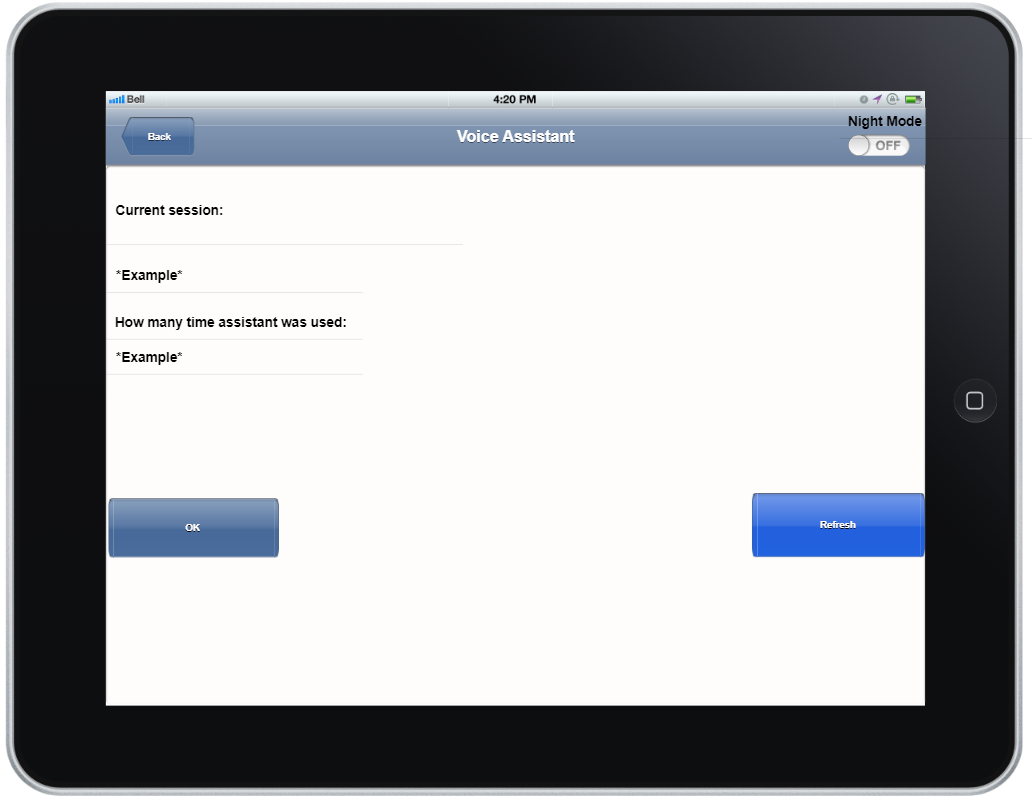 Bell
4:20 PM
Back
Voice Assistant
Night Mode
OFF
Current session:
*Example*
How many time assistant was used:
*Example*
OK
Refresh